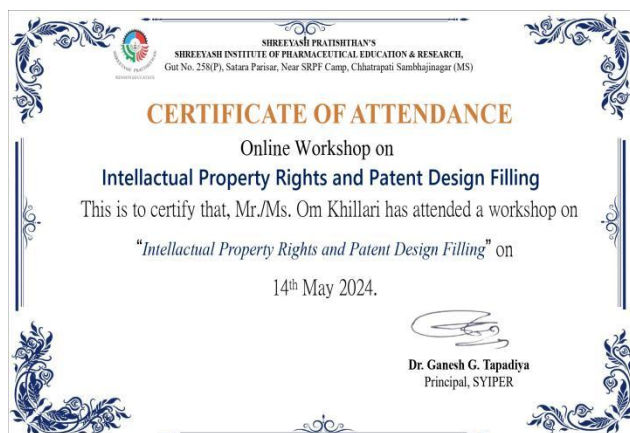 SHREEYASH PRATISHTHAN'S
SHREEYASH INSTITUTE OF PHARMACEUTICAL EDUCATION & RESEARCH,
Gut No. 258(P), Satara Parisar, Near SRPF Camp, Chhatrapati Sambhajinagar (MS)
CERTIFICATE OF ATTENDANCE
Online Workshop on
Intellactual Property Rights and Patent Design Filling
This is to certify that, Mr./Ms. Om Khillari has attended a workshop on
"Intellactual Property Rights and Patent Design Filling" on
14th May 2024.
Dr. Ganesh G. Tapadiya
Principal, SYIPER